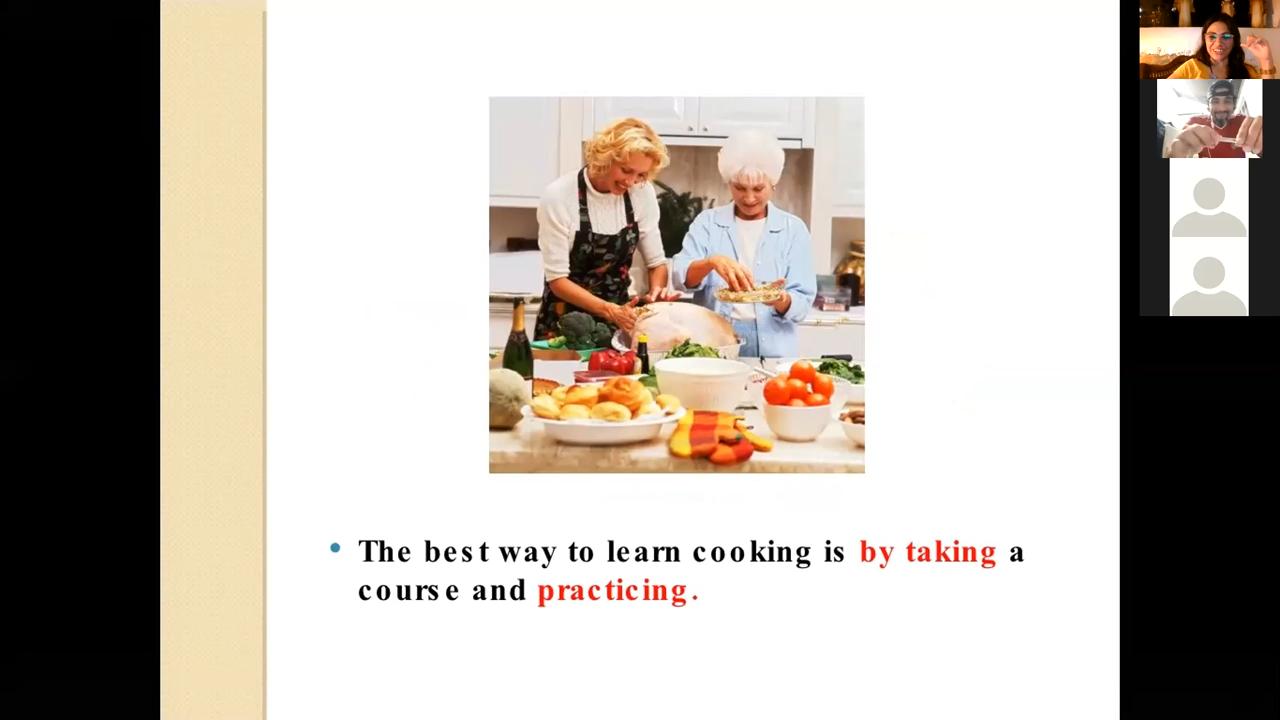 The best way to learn cooking is by taking a
course and practicing.